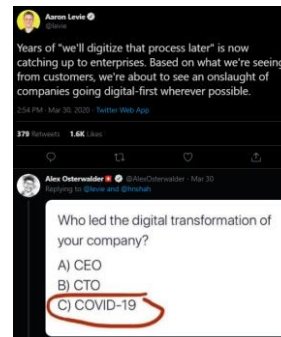 Aaron Levie
@levie
Years of "we'll digitize that process later" is now
catching up to enterprises. Based on what we're seeing
from customers, we're about to see an onslaught of
companies going digital-first wherever possible.
2:54 PM · Mar 30, 2020 · Twitter Web App
379 Retweets 1.6K Likes
Alex Osterwalder @AlexOsterwalder · Mar 30
Replying to @levie and @hnshah
Who led the digital transformation of
your company?
A) CEO
B) CTO
C) COVID-19